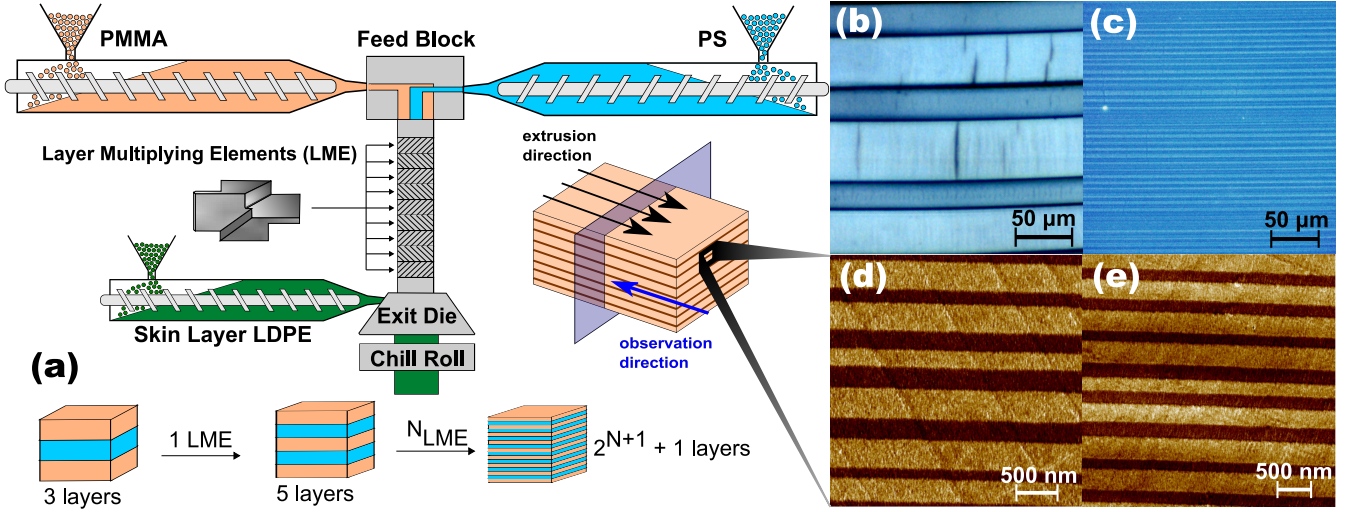 PMMA
Feed Block
PS
Layer Multiplying Elements (LME)
extrusion
direction
observation
direction
Skin Layer LDPE
Exit Die
Chill Roll
(a)
3 layers
1 LME
5 layers
N LME
2^{N+1} + 1 layers
(b)
50 µm
(c)
50 µm
(d)
500 nm
(e)
500 nm